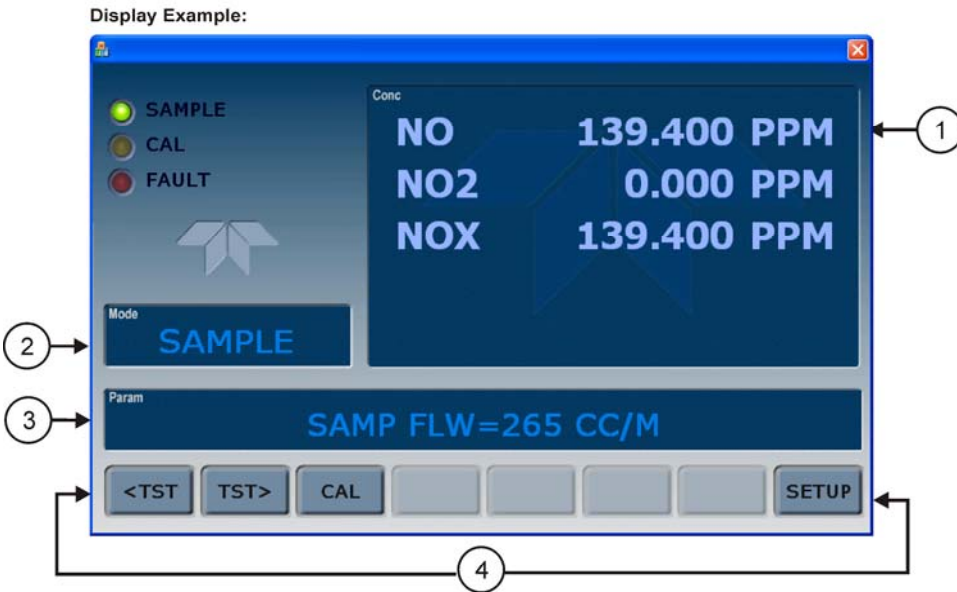 Display Example:
SAMPLE
CAL
FAULT
Conc
NO 139.400 PPM
NO2 0.000 PPM
NOX 139.400 PPM
1
Mode
SAMPLE
2
Param
SAMP FLW=265 CC/M
3
<TST TST> CAL SETUP
4